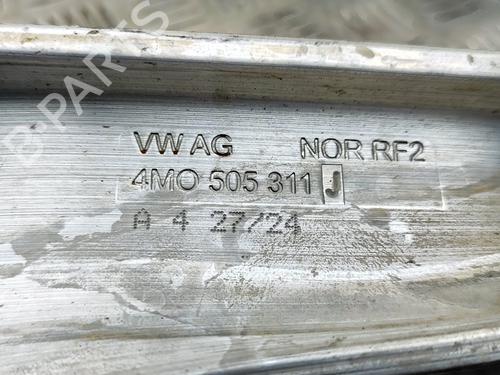 VW AG NOR RF2
4M0 505 311 J
A 4 27/24
B-PARTS